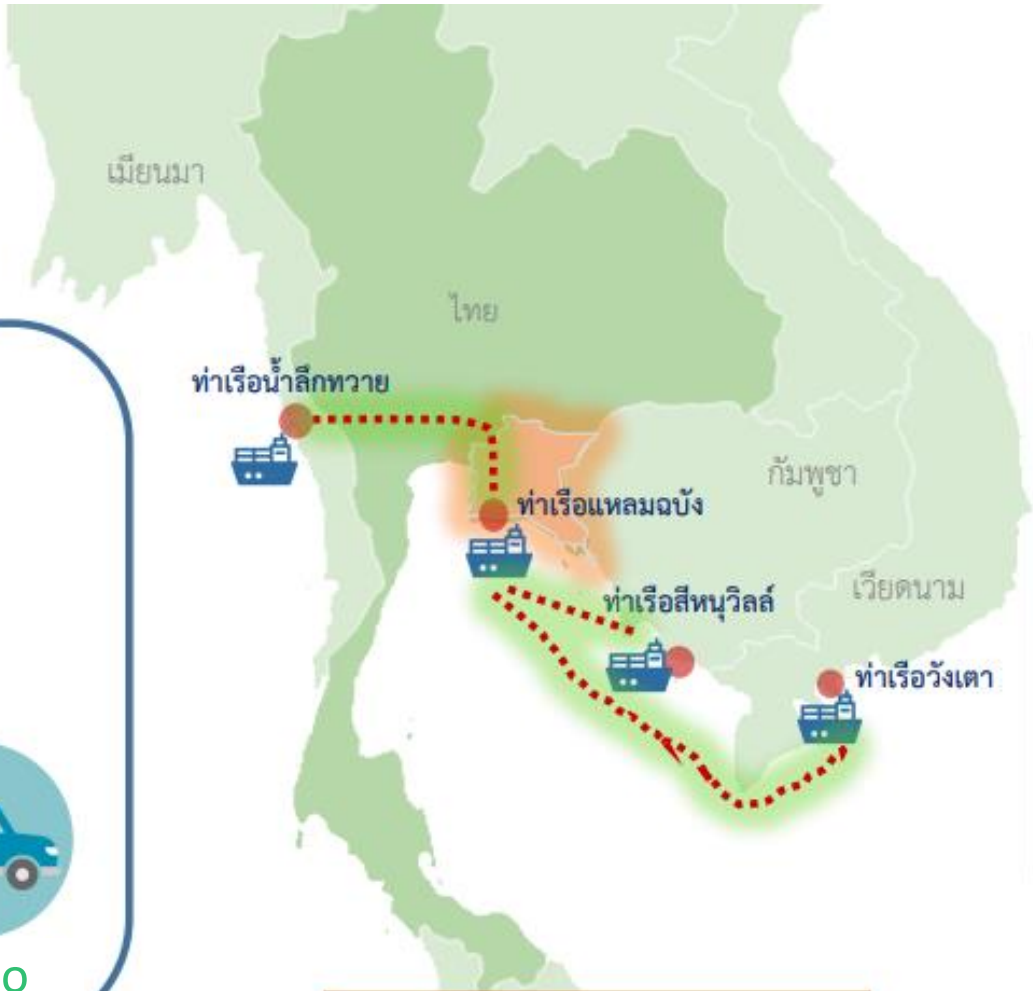 เมียนมา
ไทย
ท่าเรือน้ำลึกทวาย
กัมพูชา
ท่าเรือแหลมฉบัง
เวียดนาม
ท่าเรือสีหนุวิลล์
ท่าเรือวังเตา
o